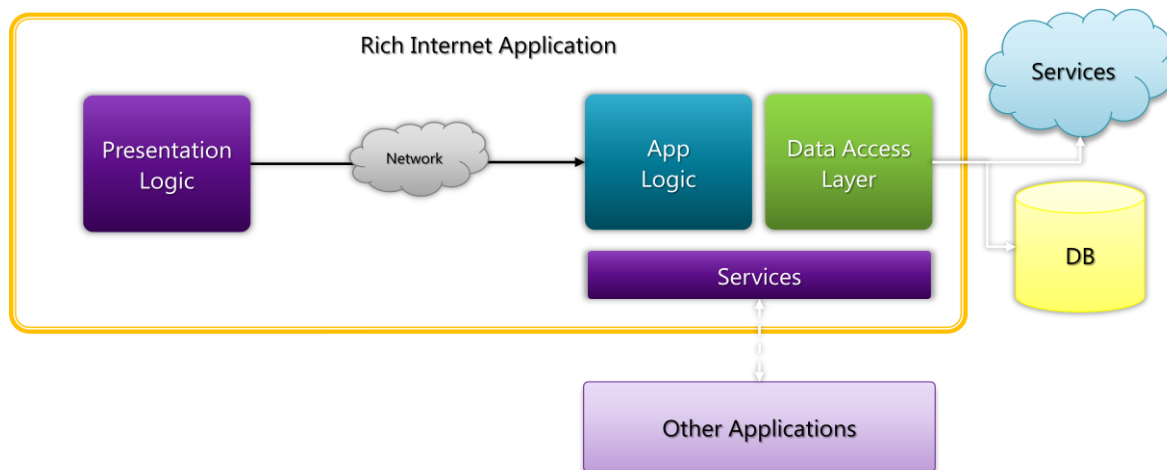 Rich Internet Application
Services
Presentation
Logic
Network
App
Logic
Data Access
Layer
DB
Services
Other Applications